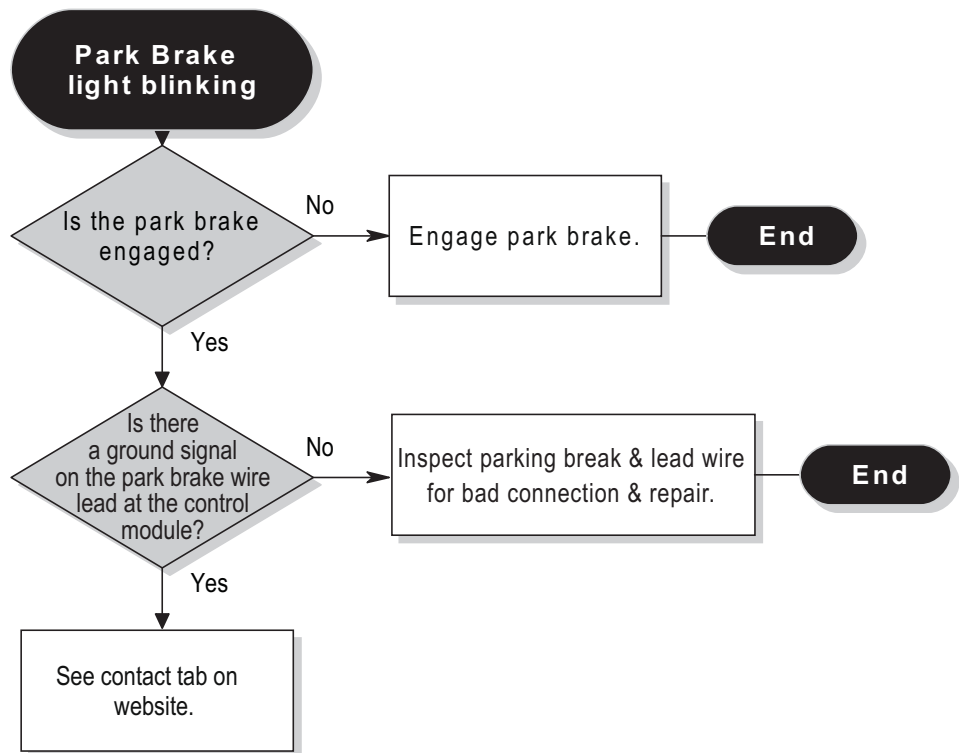 Park Brake
light blinking
Is the park brake
engaged?
No
Engage park brake.
End
Yes
Is there
a ground signal
on the park brake wire
lead at the control
module?
No
Inspect parking break & lead wire
for bad connection & repair.
End
Yes
See contact tab on
website.